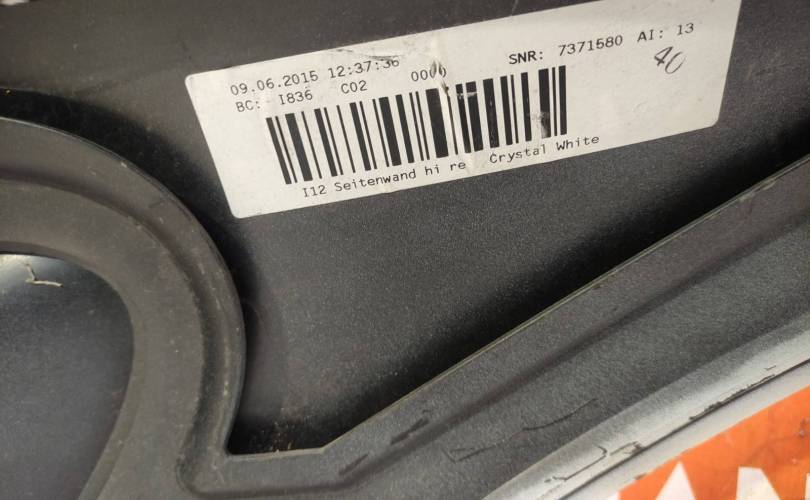 09.06.2015 12:37:36 SNR: 7371580 AI: 13
BC: I836 C02 0000
40
I12 Seitenwand hi re Crystal White
AN